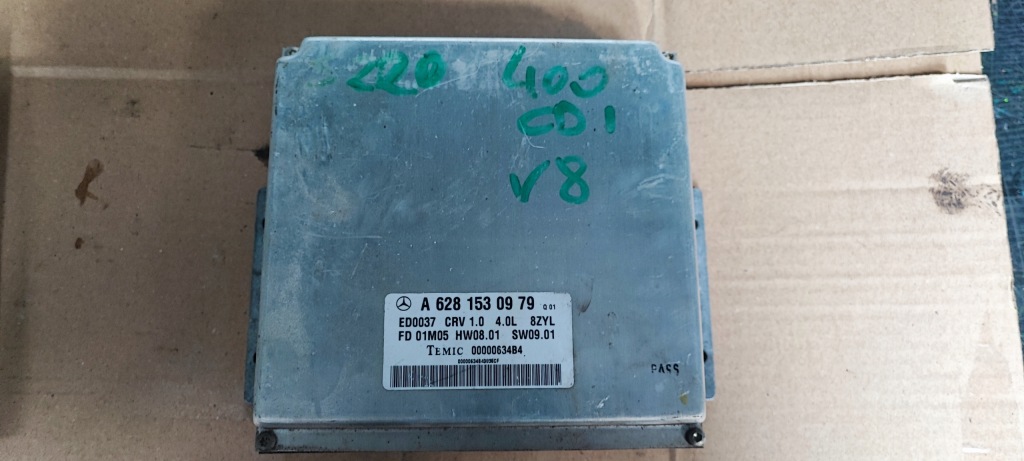 220 400
CDI
V8
A 628 153 09 79 Q01
ED0037 CRV 1.0 4.0L 8ZYL
FD 01M05 HW08.01 SW09.01
TEMIC 00000634B4
PASS